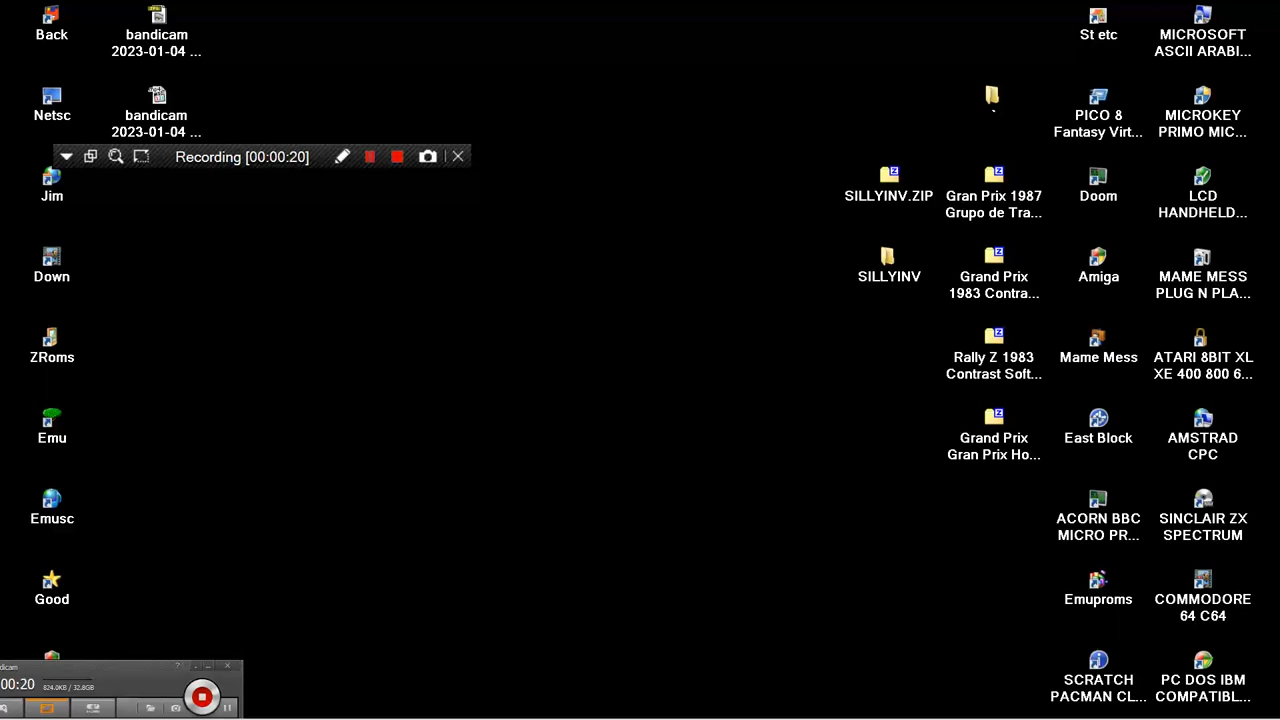 Back
bandicam
2023-01-04 ...
St etc
MICROSOFT
ASCII ARABI...
Netsc
bandicam
2023-01-04 ...
.
PICO 8
Fantasy Virt...
MICROKEY
PRIMO MIC...
Recording [00:00:20]
Jim
SILLYINV.ZIP
Gran Prix 1987
Grupo de Tra...
Doom
LCD
HANDHELD...
Down
SILLYINV
Grand Prix
1983 Contra...
Amiga
MAME MESS
PLUG N PLA...
ZRoms
Rally Z 1983
Contrast Soft...
Mame Mess
ATARI 8BIT XL
XE 400 800 6...
Emu
Grand Prix
Gran Prix Ho...
East Block
AMSTRAD
CPC
Emusc
ACORN BBC
MICRO PR...
SINCLAIR ZX
SPECTRUM
Good
Emuproms
COMMODORE
64 C64
dicam
00:20
824.0KB / 32.8GB
SCRATCH
PACMAN CL...
PC DOS IBM
COMPATIBL...